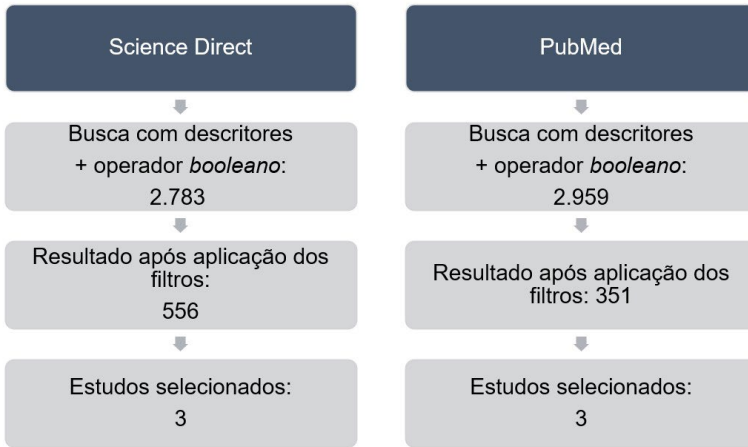 Science Direct
Busca com descritores
+ operador booleano:
2.783
Resultado após aplicação dos
filtros:
556
Estudos selecionados:
3
PubMed
Busca com descritores
+ operador booleano:
2.959
Resultado após aplicação dos
filtros: 351
Estudos selecionados:
3